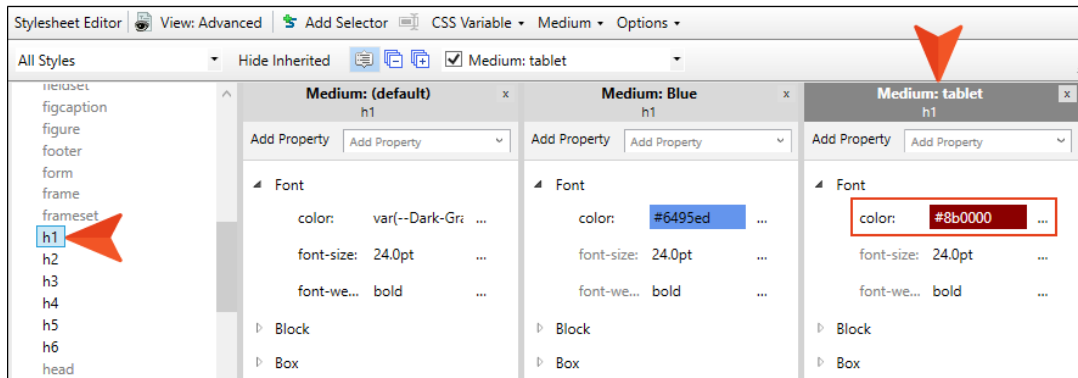 Stylesheet Editor View: Advanced Add Selector CSS Variable Medium Options
All Styles Hide Inherited Medium: tablet
fieldset
figcaption
figure
footer
form
frame
frameset
h1
h2
h3
h4
h5
h6
head
Medium: (default) x
h1
Add Property Add Property
Font
color: var(--Dark-Gra ...
font-size: 24.0pt ...
font-we... bold ...
Block
Box
Medium: Blue x
h1
Add Property Add Property
Font
color: #6495ed ...
font-size: 24.0pt ...
font-we... bold ...
Block
Box
Medium: tablet x
h1
Add Property Add Property
Font
color: #8b0000 ...
font-size: 24.0pt ...
font-we... bold ...
Block
Box